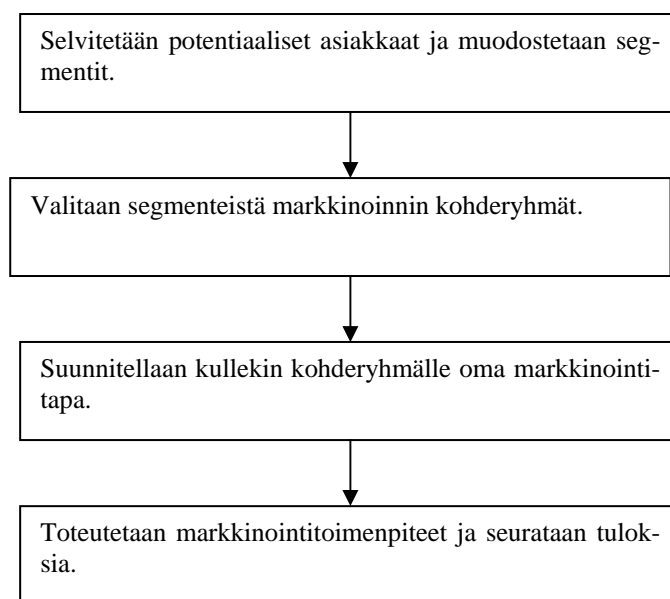 Selvitetään potentiaaliset asiakkaat ja muodostetaan seg-
mentit.
Valitaan segmenteistä markkinoinnin kohderyhmät.
Suunnitellaan kullekin kohderyhmälle oma markkinointi-
tapa.
Toteutetaan markkinointitoimenpiteet ja seurataan tulok-
sia.